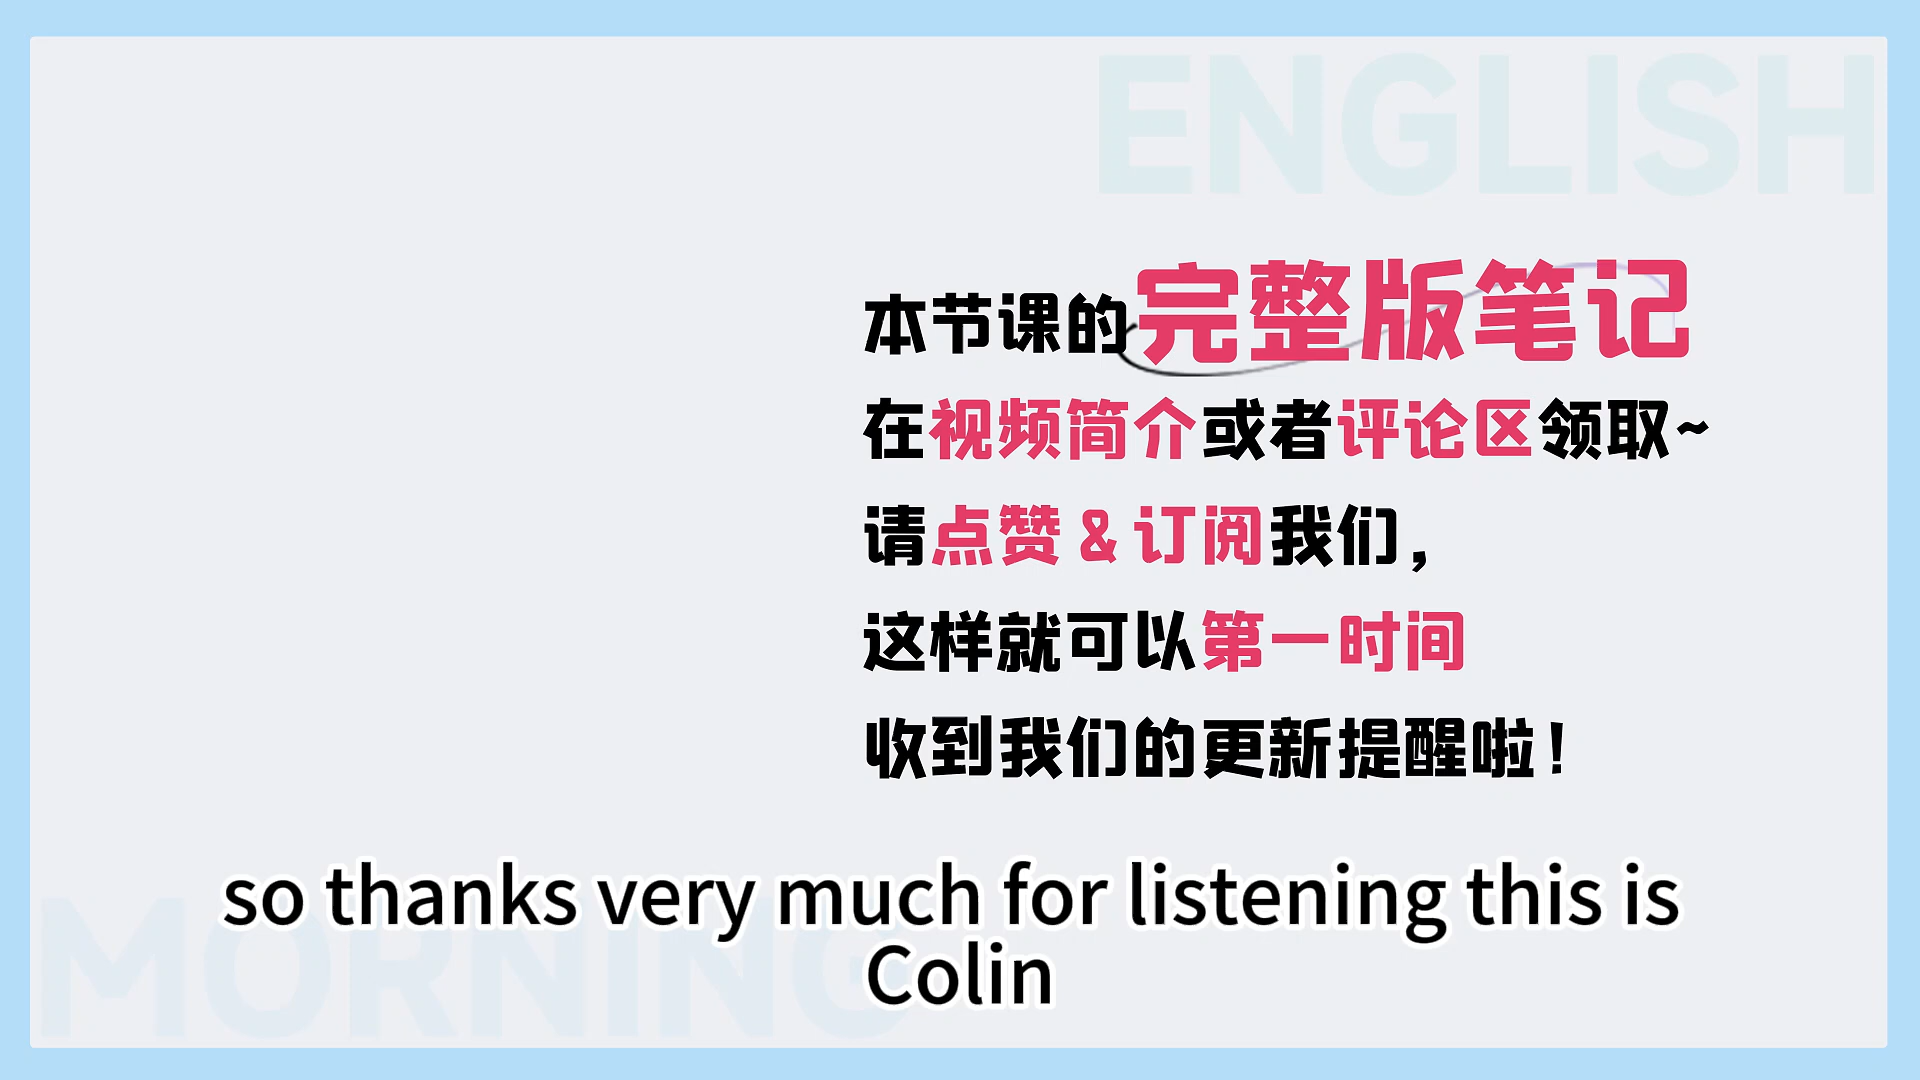 ENGLISH
本节课的完整版笔记
在视频简介或者评论区领取~
请点赞&订阅我们，
这样就可以第一时间
收到我们的更新提醒啦！
MORNING
so thanks very much for listening this is
Colin